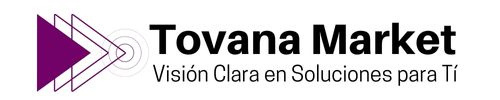 Tovana Market
Visión Clara en Soluciones para Tí